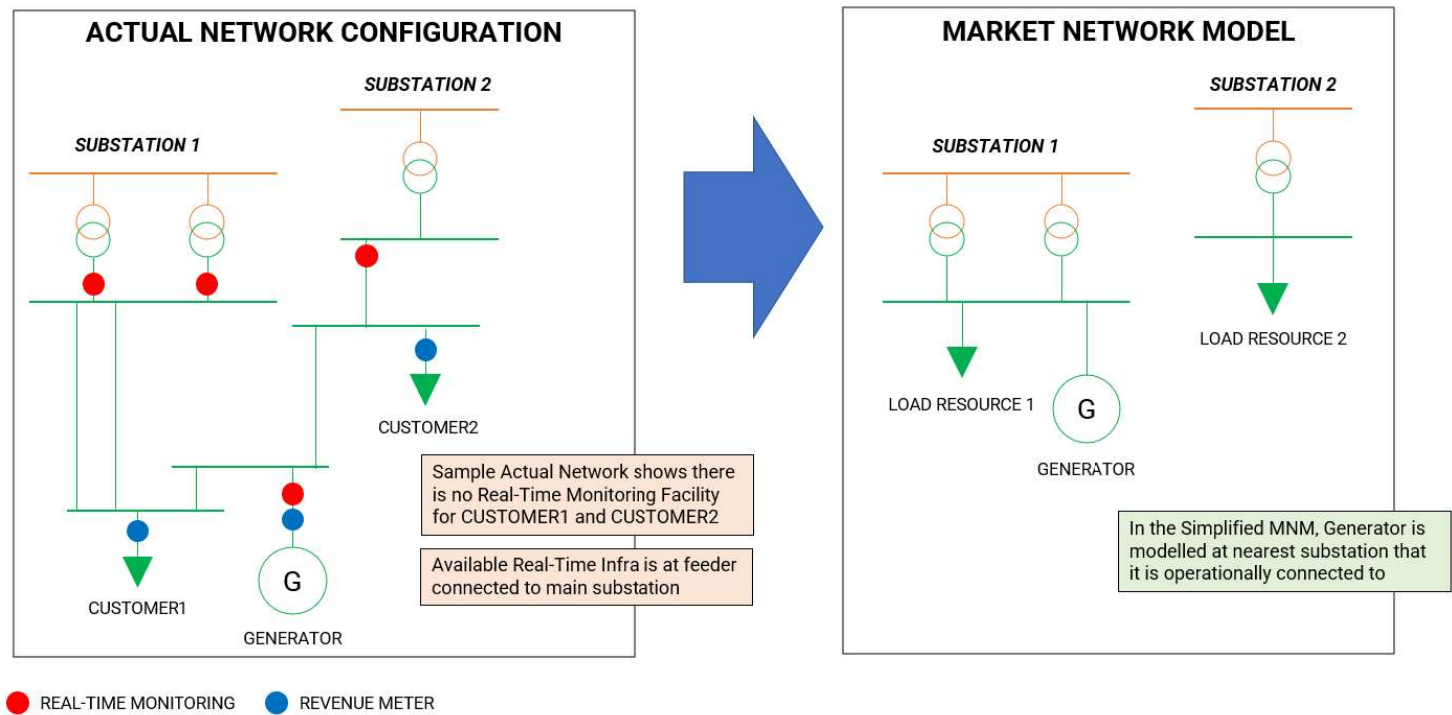 ACTUAL NETWORK CONFIGURATION
SUBSTATION 2
SUBSTATION 1
CUSTOMER2
Sample Actual Network shows there
is no Real-Time Monitoring Facility
for CUSTOMER1 and CUSTOMER2
Available Real-Time Infra is at feeder
connected to main substation
G
CUSTOMER1
GENERATOR
MARKET NETWORK MODEL
SUBSTATION 2
SUBSTATION 1
LOAD RESOURCE 2
LOAD RESOURCE 1
G
GENERATOR
In the Simplified MNM, Generator is
modelled at nearest substation that
it is operationally connected to
REAL-TIME MONITORING
REVENUE METER